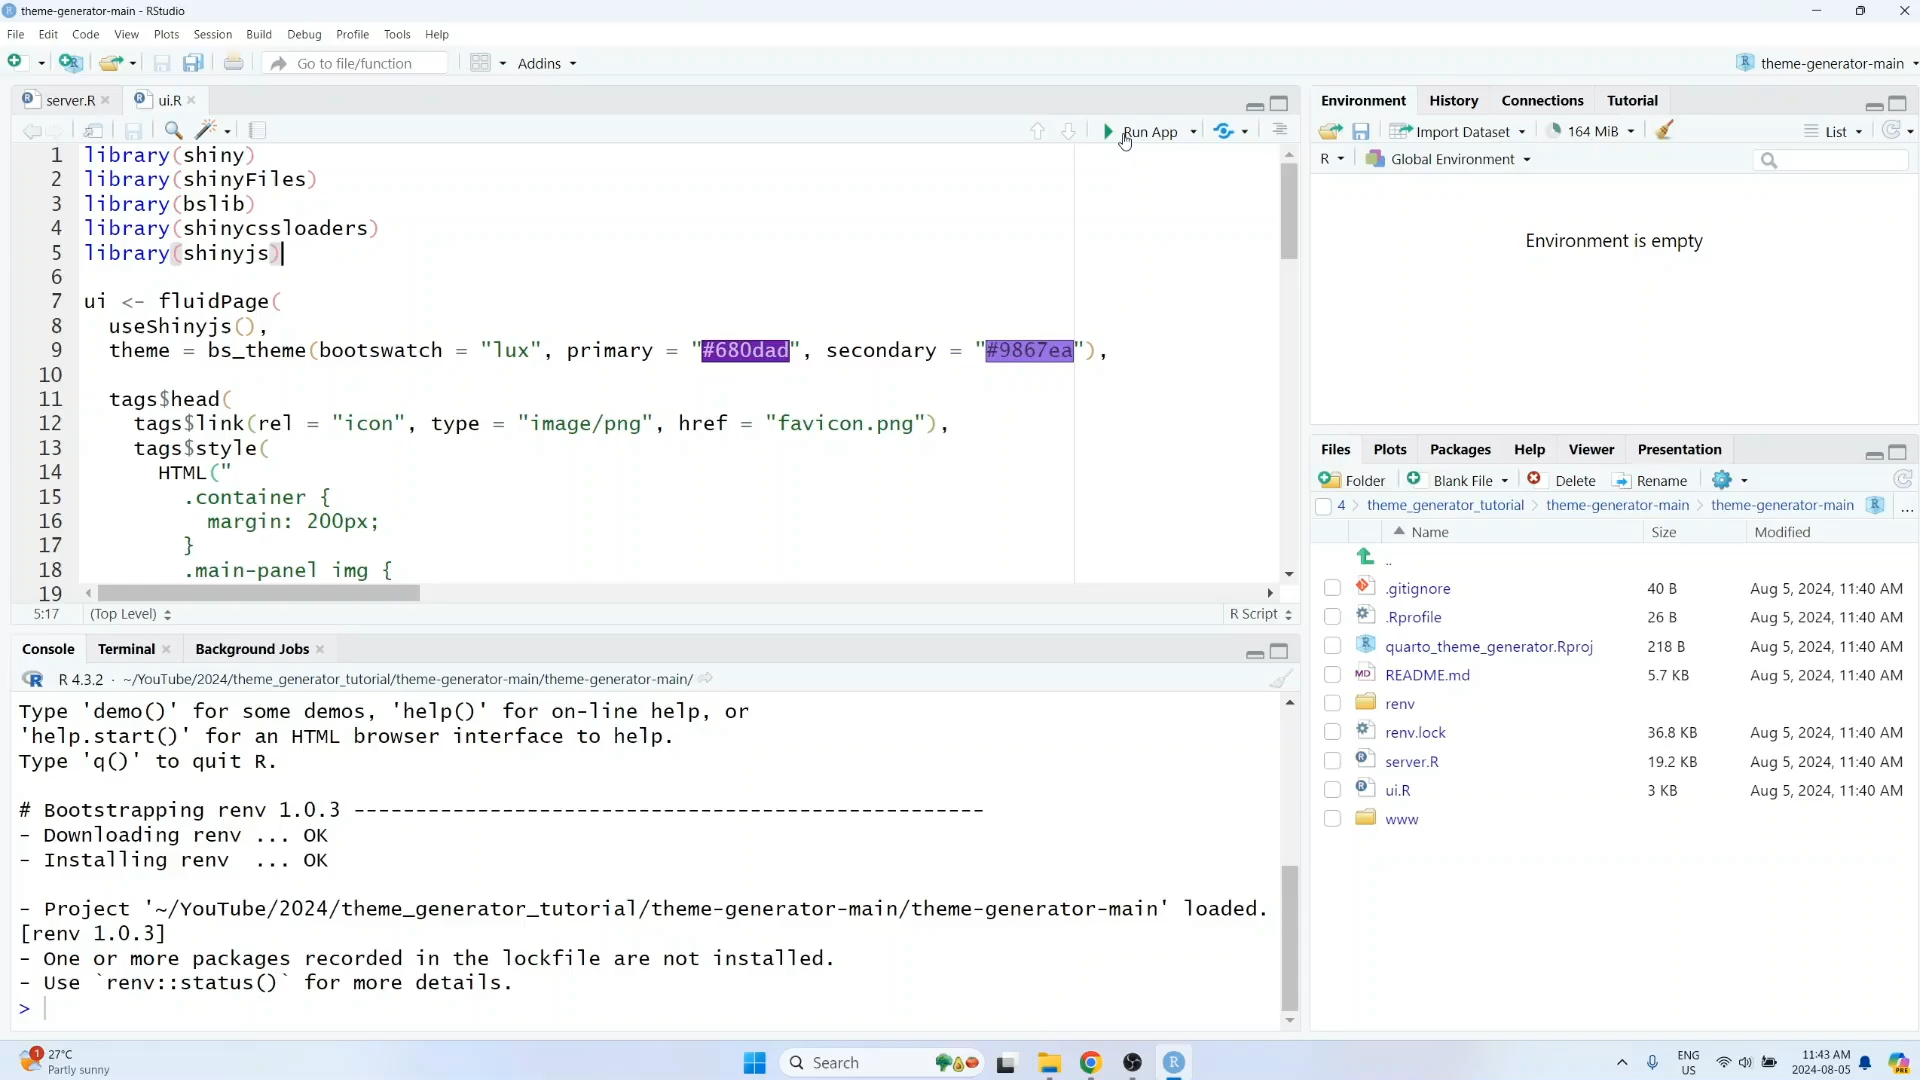 theme-generator-main - RStudio
File Edit Code View Plots Session Build Debug Profile Tools Help
Go to file/function Addins theme-generator-main
server.R ui.R
Run App
1 library(shiny)
2 library(shinyFiles)
3 library(bslib)
4 library(shinycssloaders)
5 library(shinyjs)
6
7 ui <- fluidPage(
8 useShinyjs(),
9 theme = bs_theme(bootswatch = "lux", primary = "#680dad", secondary = "#9867ea"),
10
11 tags$head(
12 tags$link(rel = "icon", type = "image/png", href = "favicon.png"),
13 tags$style(
14 HTML("
15 .container {
16 margin: 200px;
17 }
18 .main-panel img {
19
5:17 (Top Level) R Script
Console Terminal Background Jobs
R 4.3.2 · ~/YouTube/2024/theme_generator_tutorial/theme-generator-main/theme-generator-main/
Type 'demo()' for some demos, 'help()' for on-line help, or
'help.start()' for an HTML browser interface to help.
Type 'q()' to quit R.
# Bootstrapping renv 1.0.3 ---------------------------------------------------
- Downloading renv ... OK
- Installing renv ... OK
- Project '~/YouTube/2024/theme_generator_tutorial/theme-generator-main/theme-generator-main' loaded.
[renv 1.0.3]
- One or more packages recorded in the lockfile are not installed.
- Use `renv::status()` for more details.
>
Environment History Connections Tutorial
Import Dataset 164 MiB List
R Global Environment
Environment is empty
Files Plots Packages Help Viewer Presentation
Folder Blank File Delete Rename
4 > theme_generator_tutorial > theme-generator-main > theme-generator-main ...
Name Size Modified
..
.gitignore 40 B Aug 5, 2024, 11:40 AM
.Rprofile 26 B Aug 5, 2024, 11:40 AM
quarto_theme_generator.Rproj 218 B Aug 5, 2024, 11:40 AM
README.md 5.7 KB Aug 5, 2024, 11:40 AM
renv
renv.lock 36.8 KB Aug 5, 2024, 11:40 AM
server.R 19.2 KB Aug 5, 2024, 11:40 AM
ui.R 3 KB Aug 5, 2024, 11:40 AM
www
1 27°C
Partly sunny
Search
ENG
US
11:43 AM
2024-08-05
PRE